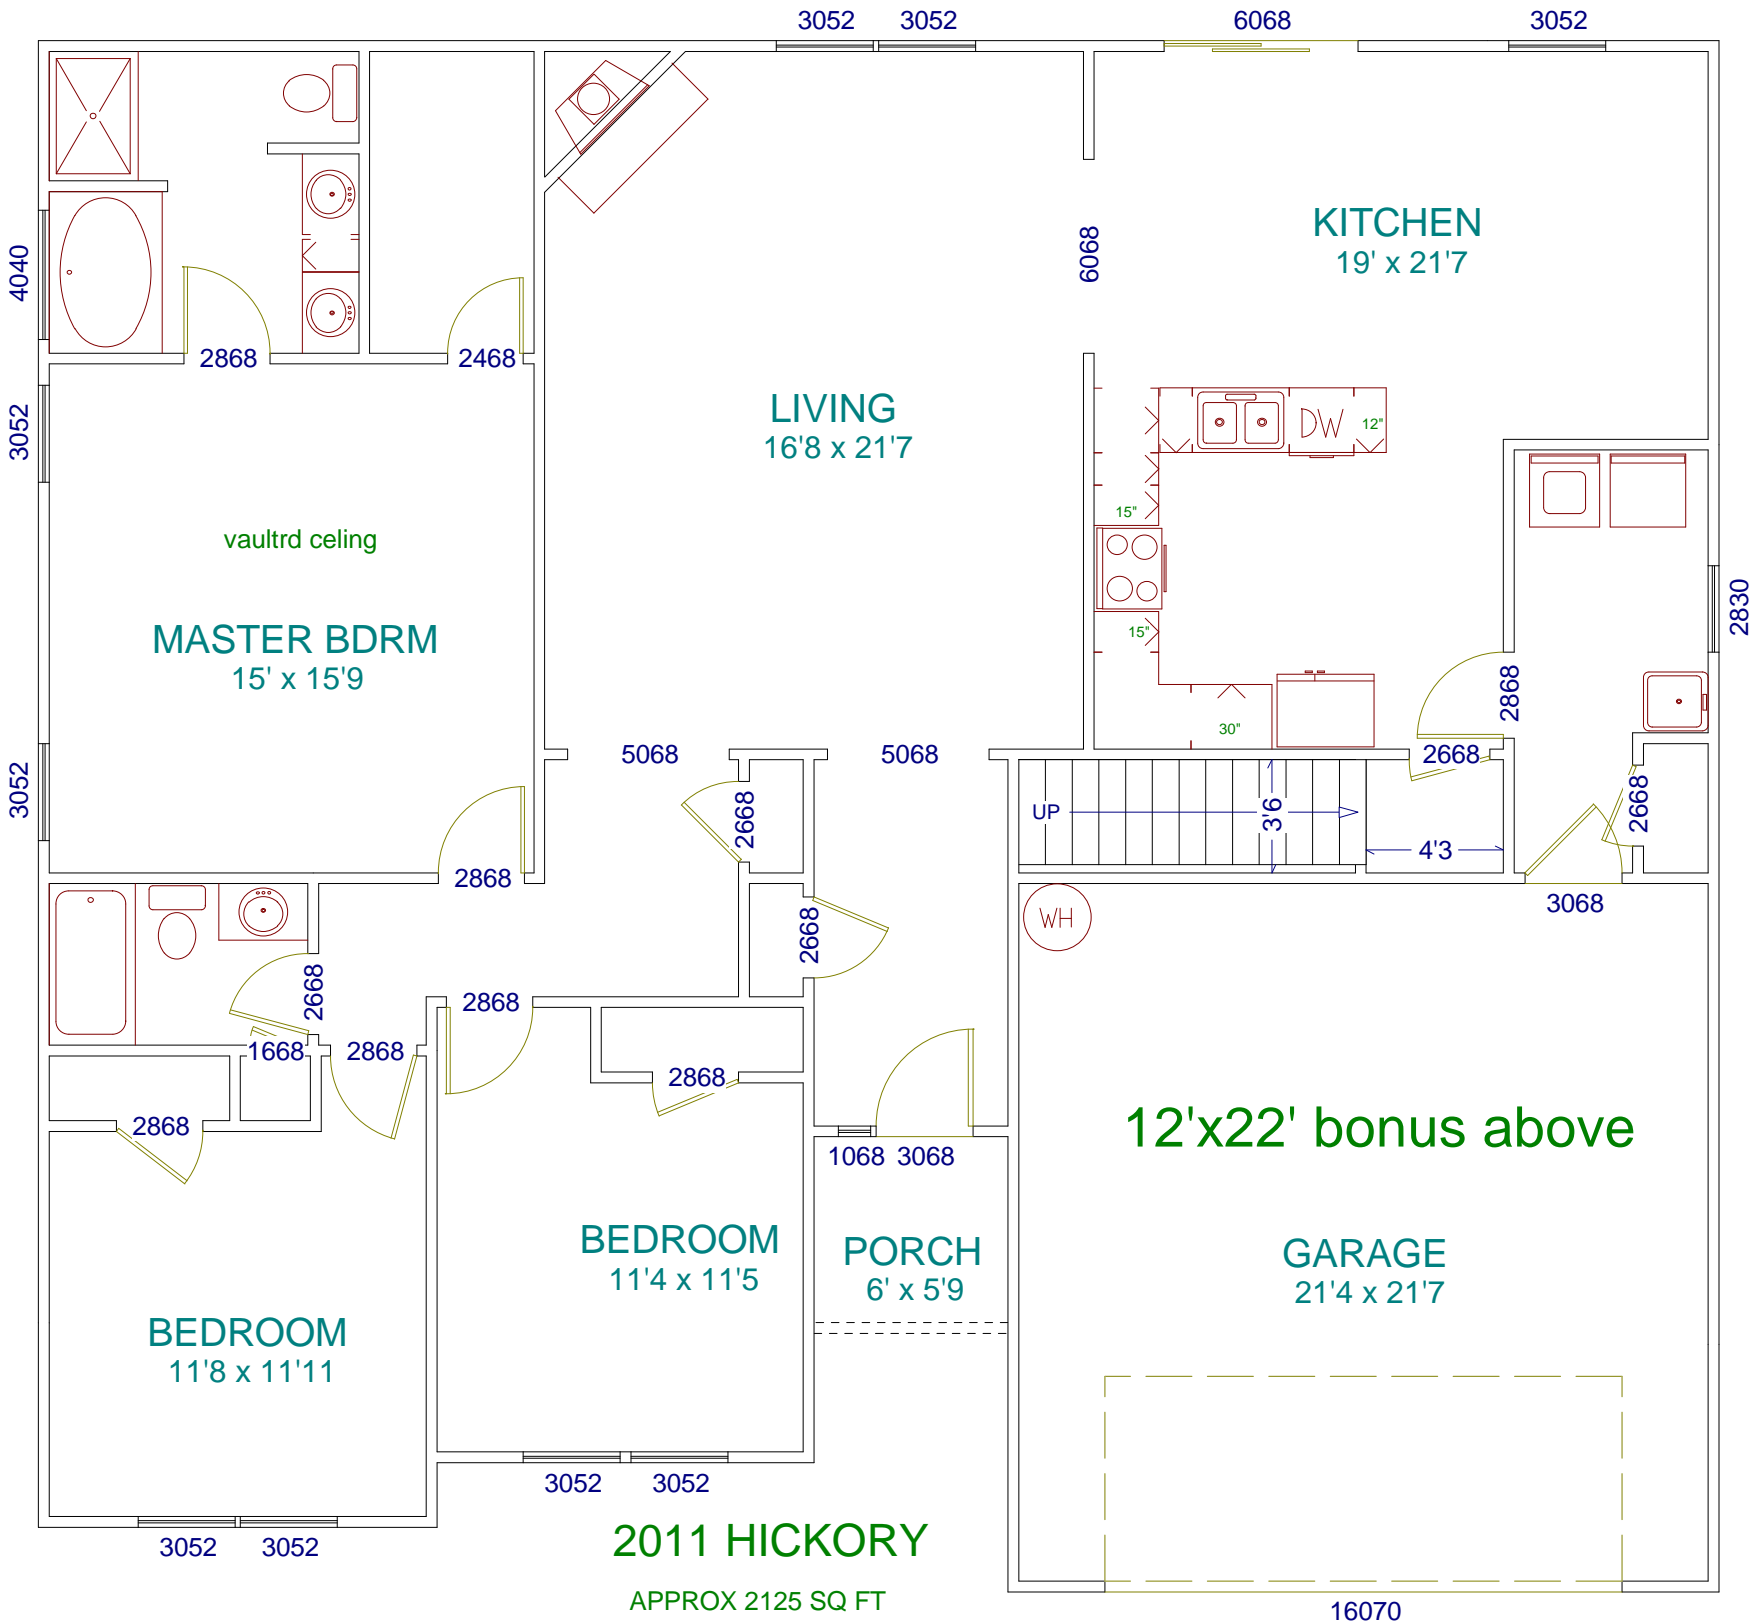 3052 3052 6068 3052
KITCHEN
19' x 21'7
6068
4040
2868 2468
3052
LIVING
16'8 x 21'7
DW 12"
15"
vaultrd celing
MASTER BDRM
15' x 15'9
15"
2830
2868
30"
3052
5068 5068 2668
2668
UP 3'6 4'3
2668
2868
3068
WH
2668
2668
2868
1668 2868
2868
2868
12'x22' bonus above
1068 3068
BEDROOM
11'4 x 11'5
PORCH
6' x 5'9
GARAGE
21'4 x 21'7
BEDROOM
11'8 x 11'11
3052 3052
3052 3052
2011 HICKORY
APPROX 2125 SQ FT
16070